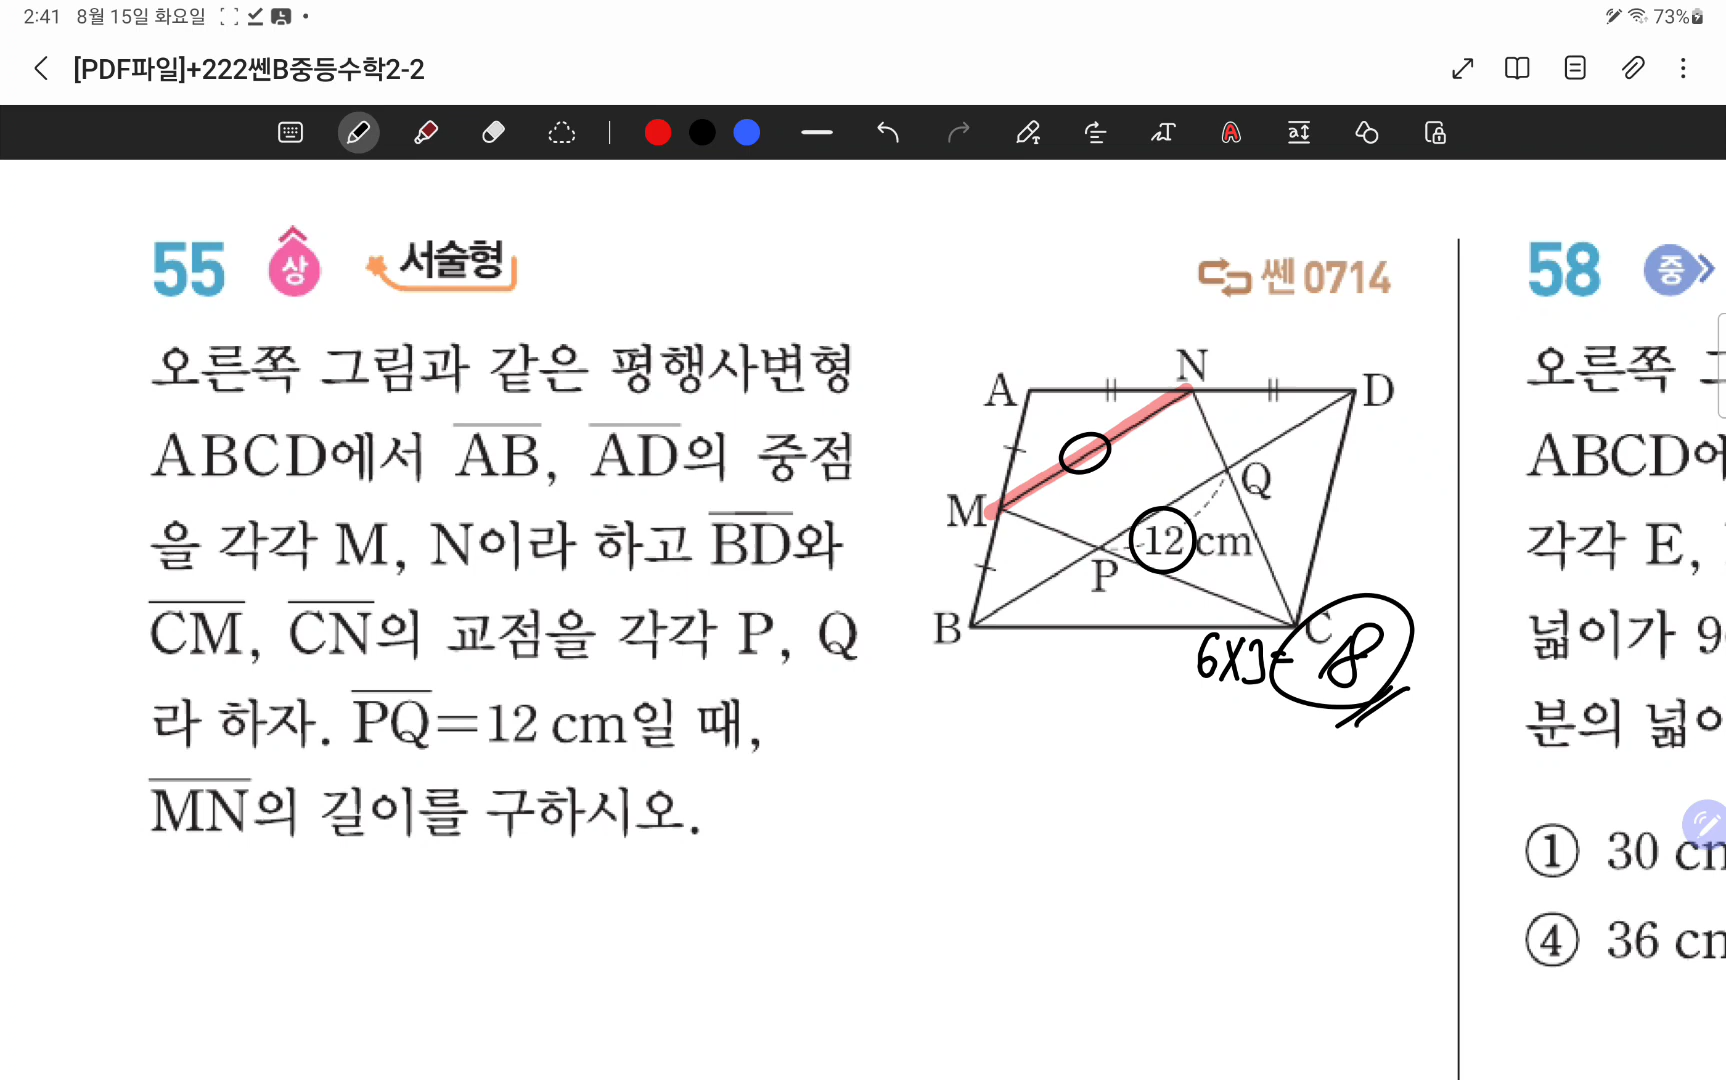 2:41 8월 15일 화요일
73%
[PDF파일]+222쎈B중등수학2-2
55 상 서술형
쎈 0714
오른쪽 그림과 같은 평행사변형
ABCD에서 AB, AD의 중점
을 각각 M, N이라 하고 BD와
CM, CN의 교점을 각각 P, Q
라 하자. PQ=12 cm일 때,
MN의 길이를 구하시오.
A N D
M Q
12 cm
P
B C
6X3= 8
58 중
오른쪽
ABCD에
각각 E,
넓이가 9
분의 넓이
① 30 cm
④ 36 cm